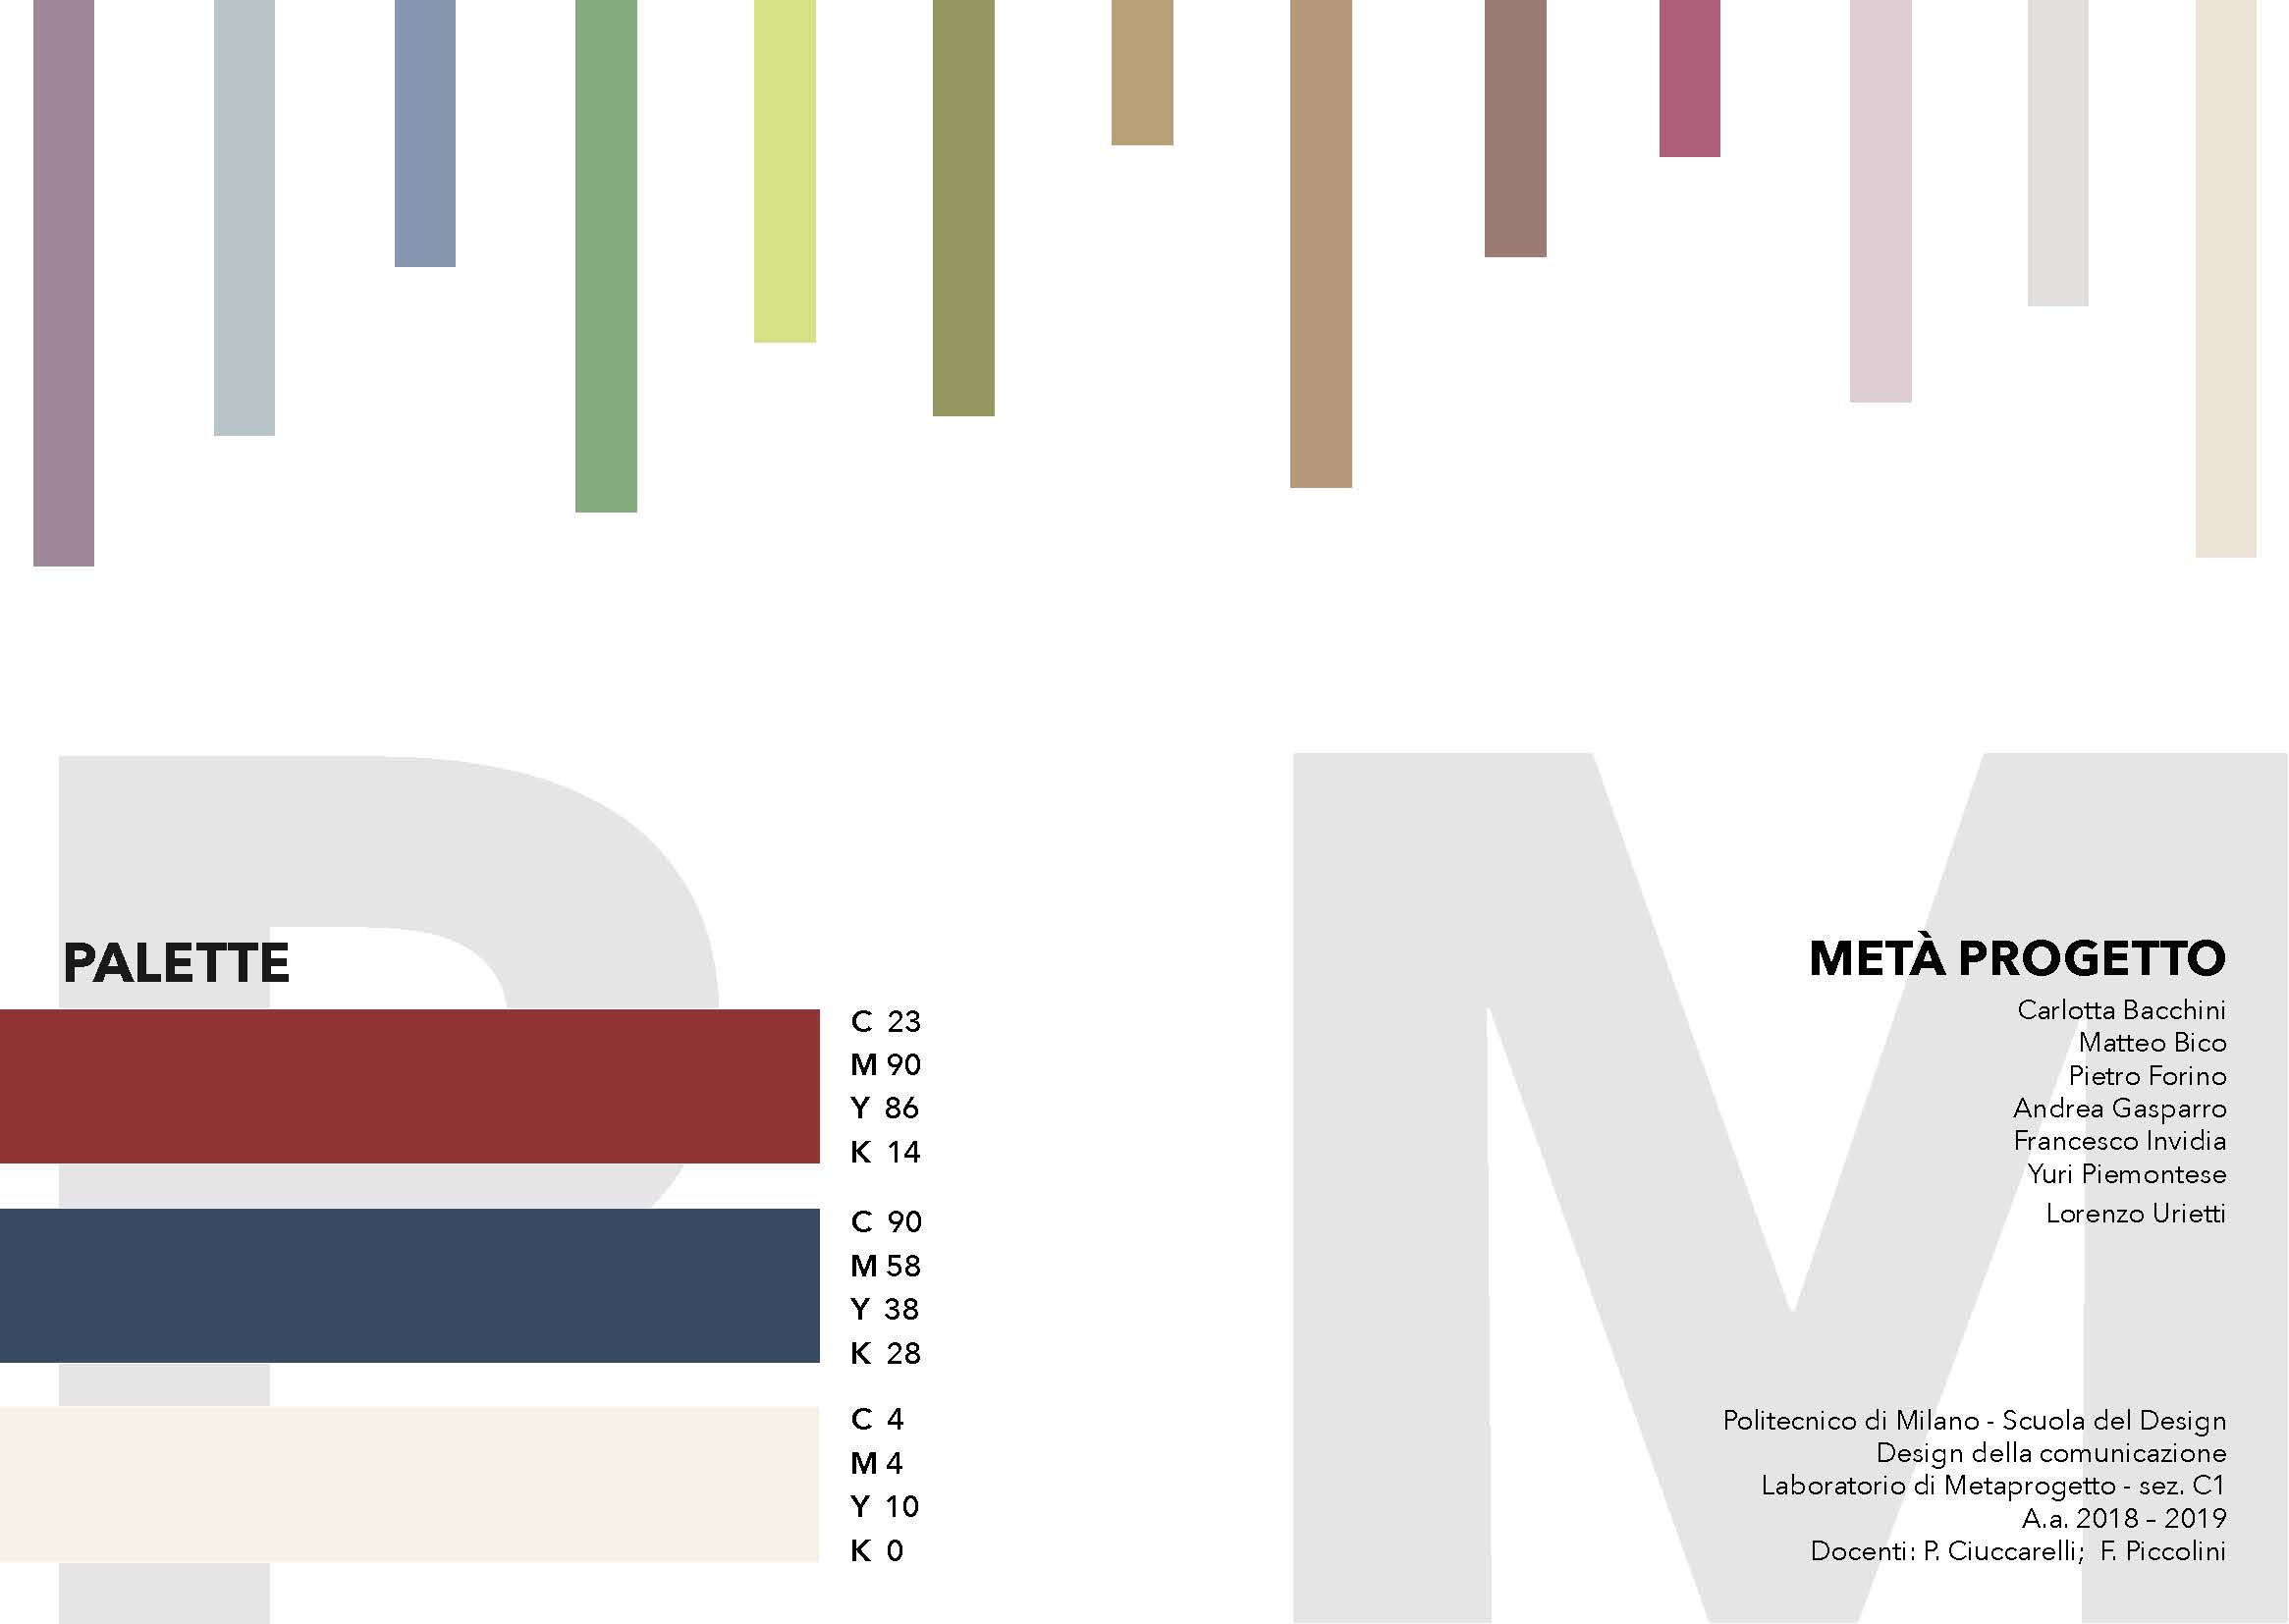 P
PALETTE
C 23
M 90
Y 86
K 14
C 90
M 58
Y 38
K 28
C 4
M 4
Y 10
K 0
M
METÀ PROGETTO
Carlotta Bacchini
Matteo Bico
Pietro Forino
Andrea Gasparro
Francesco Invidia
Yuri Piemontese
Lorenzo Urietti
Politecnico di Milano - Scuola del Design
Design della comunicazione
Laboratorio di Metaprogetto - sez. C1
A.a. 2018 – 2019
Docenti: P. Ciuccarelli;  F. Piccolini